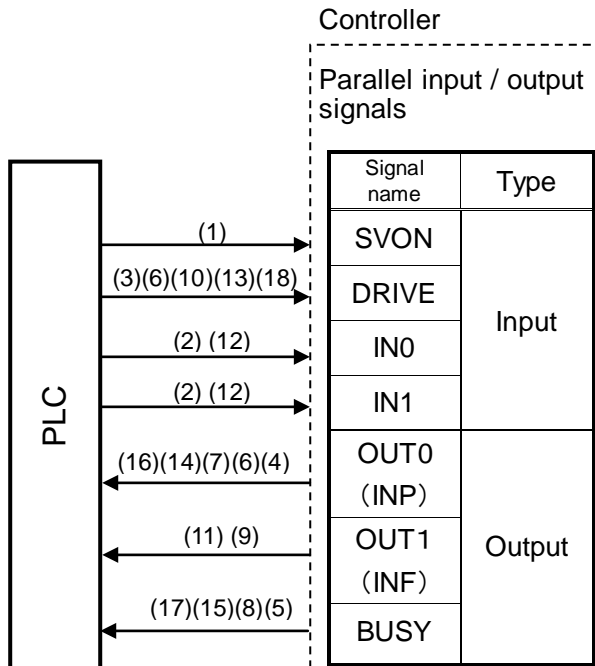 Controller
Parallel input / output
signals
Signal
name
Type
(1)
SVON
(3)(6)(10)(13)(18)
DRIVE
Input
(2) (12)
IN0
(2) (12)
IN1
PLC
(16)(14)(7)(6)(4)
OUT0
（INP）
(11) (9)
OUT1
（INF）
Output
(17)(15)(8)(5)
BUSY